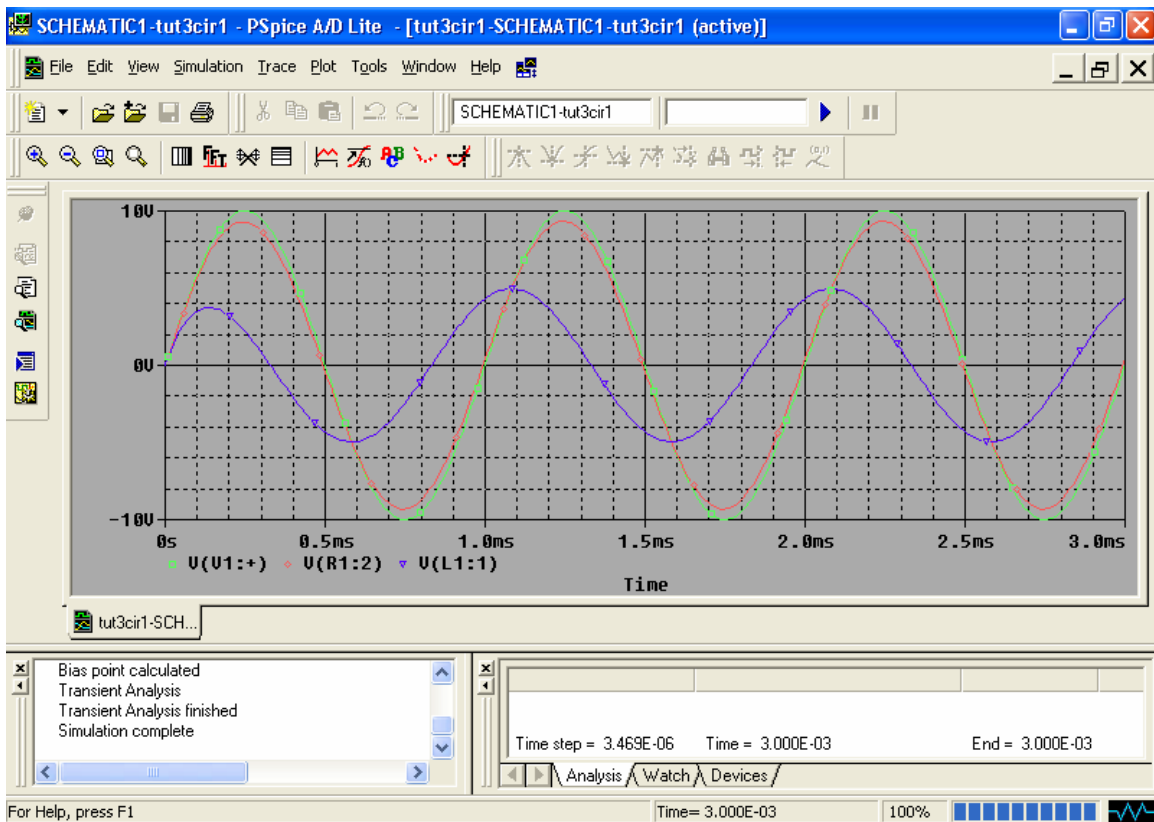 SCHEMATIC1-tut3cir1 - PSpice A/D Lite - [tut3cir1-SCHEMATIC1-tut3cir1 (active)]
File Edit View Simulation Trace Plot Tools Window Help
SCHEMATIC1-tut3cir1
FFT
ABC
(0,1)
10V
0V
-10V
0s 0.5ms 1.0ms 1.5ms 2.0ms 2.5ms 3.0ms
V(V1:+) V(R1:2) V(L1:1)
Time
tut3cir1-SCH...
Bias point calculated
Transient Analysis
Transient Analysis finished
Simulation complete
Time step = 3.469E-06 Time = 3.000E-03 End = 3.000E-03
Analysis Watch Devices
For Help, press F1 Time= 3.000E-03 100%